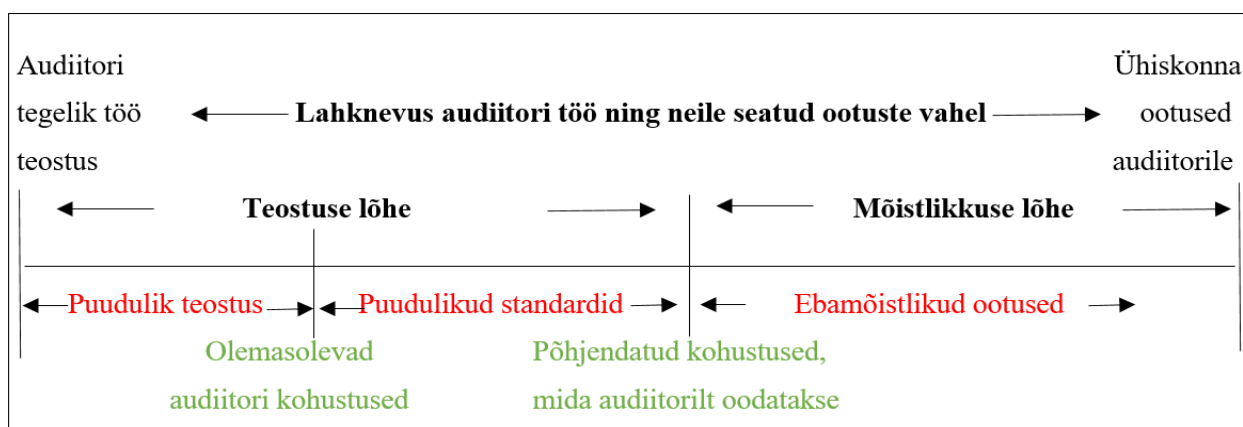 Audiitori
tegelik töö
teostus
Lahknevus audiitori töö ning neile seatud ootuste vahel
Ühiskonna
ootused
audiitorile
Teostuse lõhe
Mõistlikkuse lõhe
Puudulik teostus
Puudulikud standardid
Ebamõistlikud ootused
Olemasolevad
audiitori kohustused
Põhjendatud kohustused,
mida audiitorilt oodatakse